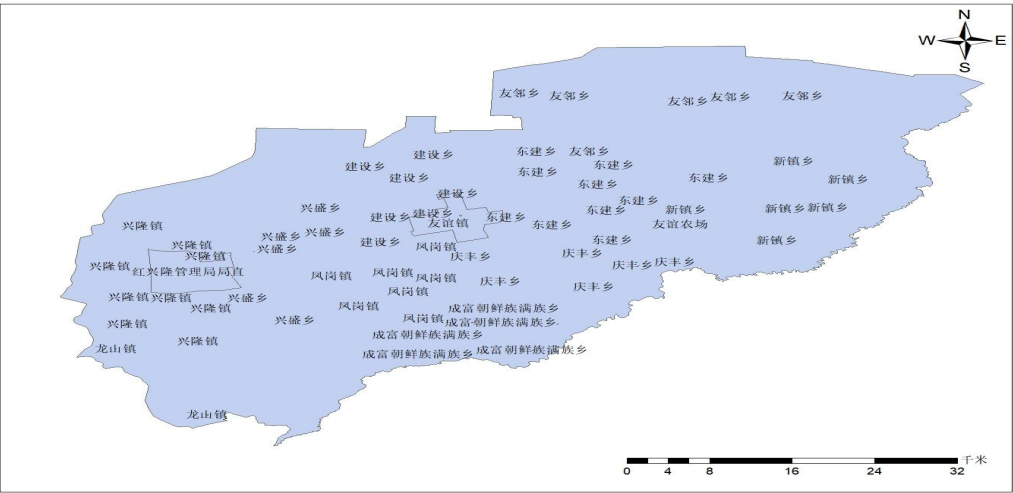 N
W E
S
友邻乡 友邻乡 友邻乡 友邻乡 友邻乡
建设乡 东建乡 友邻乡
建设乡 东建乡 新镇乡
建设乡 东建乡 东建乡 东建乡 新镇乡
建设乡 东建乡
兴盛乡 建设乡 建设乡 东建乡 东建乡 新镇乡 新镇乡 新镇乡
兴隆镇 友谊镇 东建乡 友谊农场
兴盛乡 兴盛乡 建设乡 东建乡 新镇乡
兴隆镇 兴盛乡 凤岗镇
兴隆镇 庆丰乡 庆丰乡
兴隆镇 红兴隆管理局局直 庆丰乡 庆丰乡
凤岗镇 凤岗镇 凤岗镇 庆丰乡 庆丰乡
兴隆镇 兴隆镇 兴盛乡 凤岗镇
兴隆镇 凤岗镇 成富朝鲜族满族乡
兴隆镇 兴盛乡 凤岗镇 成富朝鲜族满族乡
兴隆镇 成富朝鲜族满族乡
龙山镇 成富朝鲜族满族乡 成富朝鲜族满族乡
龙山镇
千米
0 4 8 16 24 32